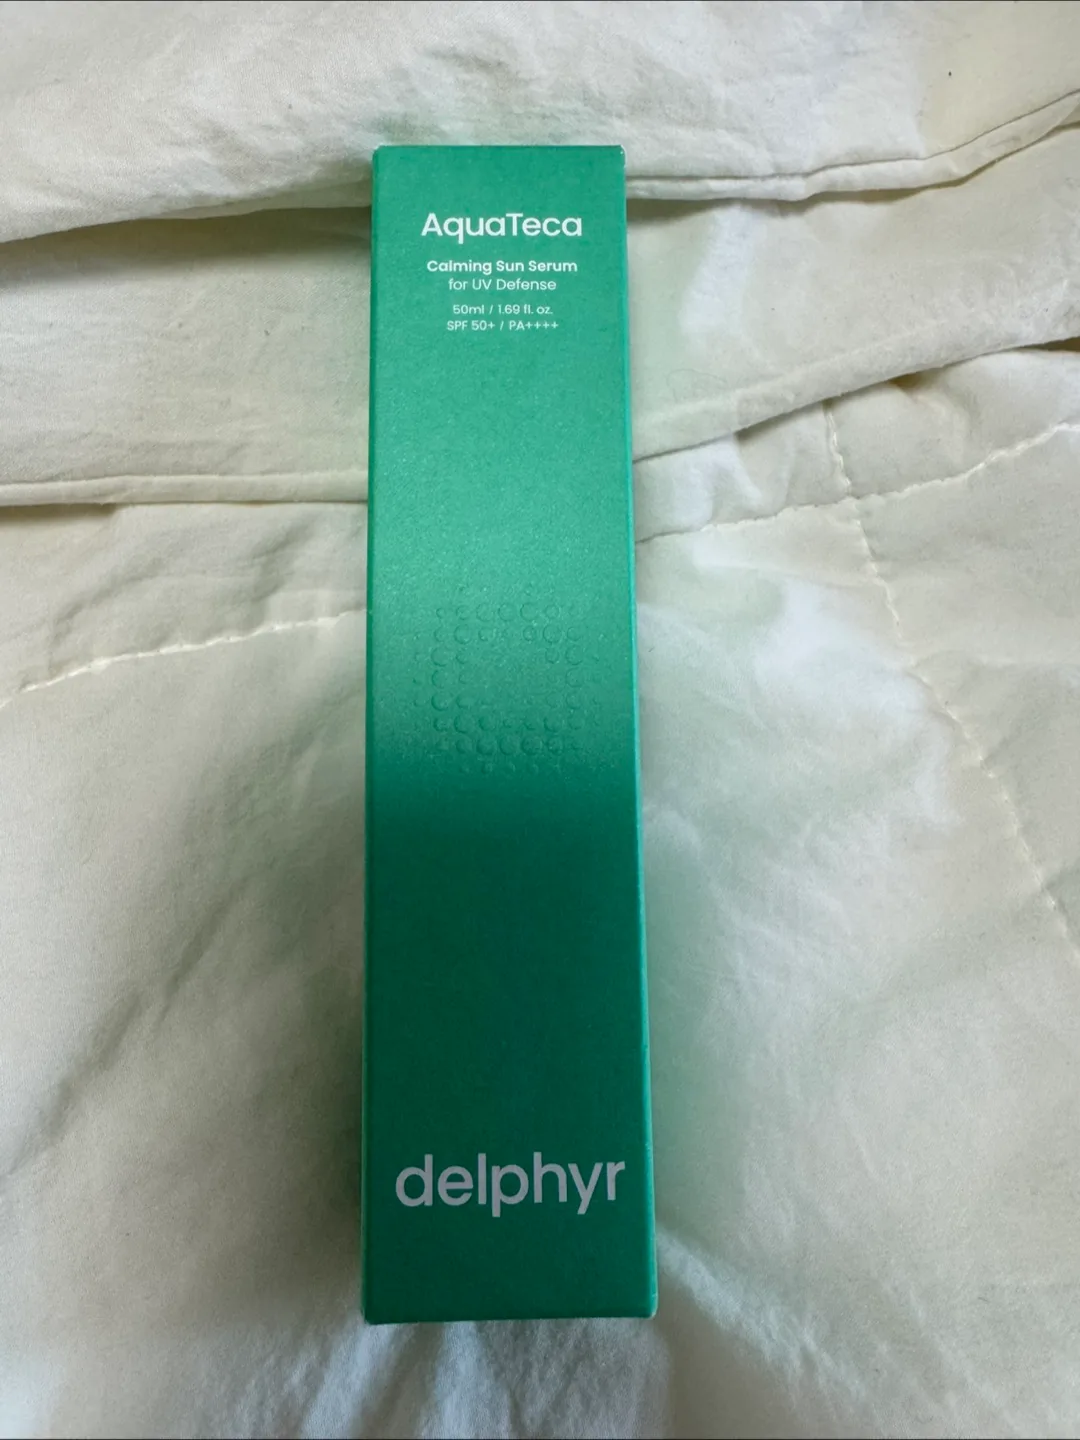 AquaTeca
Calming Sun Serum
for UV Defense
50ml / 1.69 fl. oz.
SPF 50+ / PA++++
delphyr